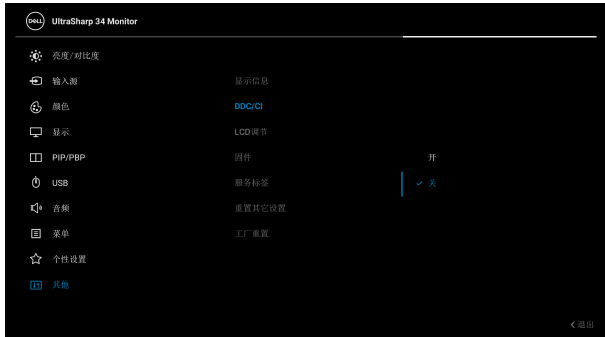 DELL UltraSharp 34 Monitor
亮度/对比度
输入源 显示信息
颜色 DDC/CI
显示 LCD调节
PIP/PBP 固件 开
USB 服务标签 ✓ 关
音频 重置其它设置
菜单 工厂重置
个性设置
其他
退出